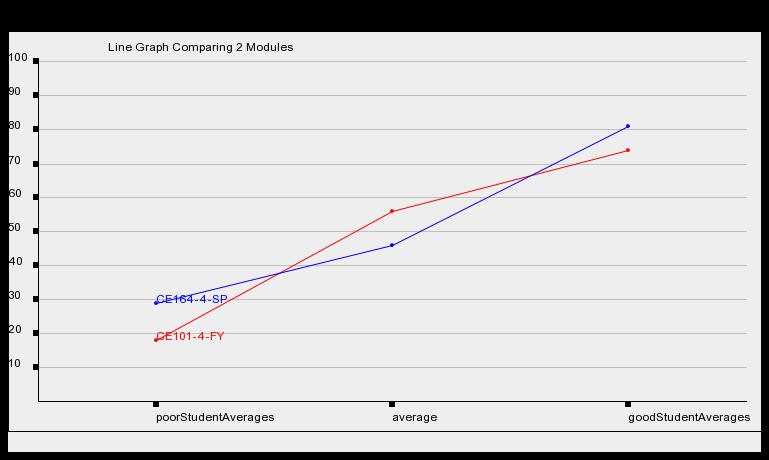 Line Graph Comparing 2 Modules
100
90
80
70
60
50
40
30
20
10
CE164-4-SP
CE101-4-FY
poorStudentAverages
average
goodStudentAverages